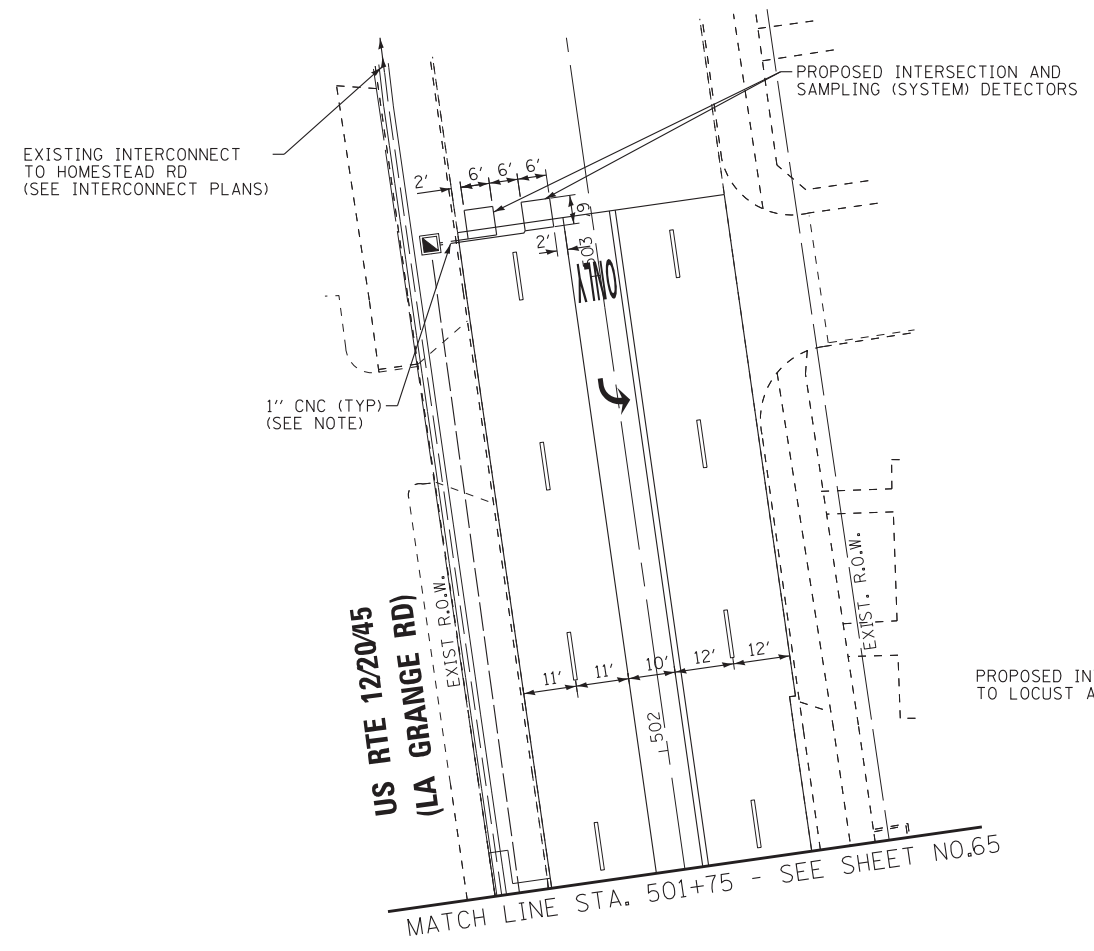 PROPOSED INTERSECTION AND
SAMPLING (SYSTEM) DETECTORS
EXISTING INTERCONNECT
TO HOMESTEAD RD
(SEE INTERCONNECT PLANS)
2' 6' 6' 6'
6'
2'
503
ONLY
1'' CNC (TYP)
(SEE NOTE)
US RTE 12/20/45
(LA GRANGE RD)
EXIST R.O.W.
EXIST. R.O.W.
11' 11' 10' 12' 12'
502
PROPOSED IN
TO LOCUST A
MATCH LINE STA. 501+75 - SEE SHEET NO.65